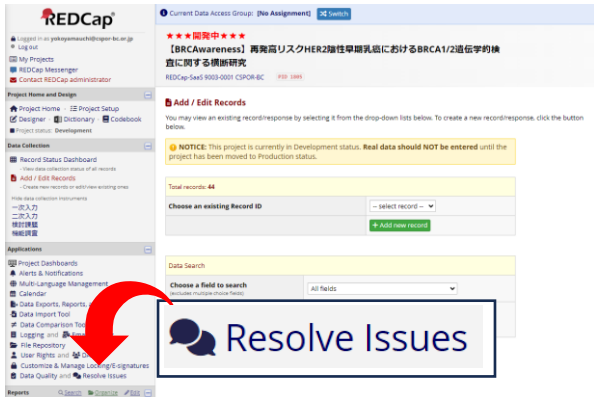 REDCap
Logged in as yokoyamauchi@cspor-bc.or.jp
Log out
My Projects
REDCap Messenger
Contact REDCap administrator
Project Home and Design
Project Home · Project Setup
Designer · Dictionary · Codebook
Project status: Development
Data Collection
Record Status Dashboard
- View data collection status of all records
Add / Edit Records
- Create new records or edit/view existing ones
Hide data collection instruments
一次入力
二次入力
検討課題
機能調査
Applications
Project Dashboards
Alerts & Notifications
Multi-Language Management
Calendar
Data Exports, Reports,
Data Import Tool
Data Comparison Too
Logging and
File Repository
User Rights and
Customize & Manage Locking/E-signatures
Data Quality and Resolve Issues
Reports Search Organize Edit
Current Data Access Group: [No Assignment] Switch
★★★開発中★★★
【BRCAwareness】再発高リスクHER2陰性早期乳癌におけるBRCA1/2遺伝学的検
査に関する横断研究
REDCap-SaaS 9003-0001 CSPOR-BC PID 1005
Add / Edit Records
You may view an existing record/response by selecting it from the drop-down lists below. To create a new record/response, click the button
below.
NOTICE: This project is currently in Development status. Real data should NOT be entered until the
project has been moved to Production status.
Total records: 44
Choose an existing Record ID
-- select record --
+ Add new record
Data Search
Choose a field to search
(excludes multiple choice fields)
All fields
Resolve Issues